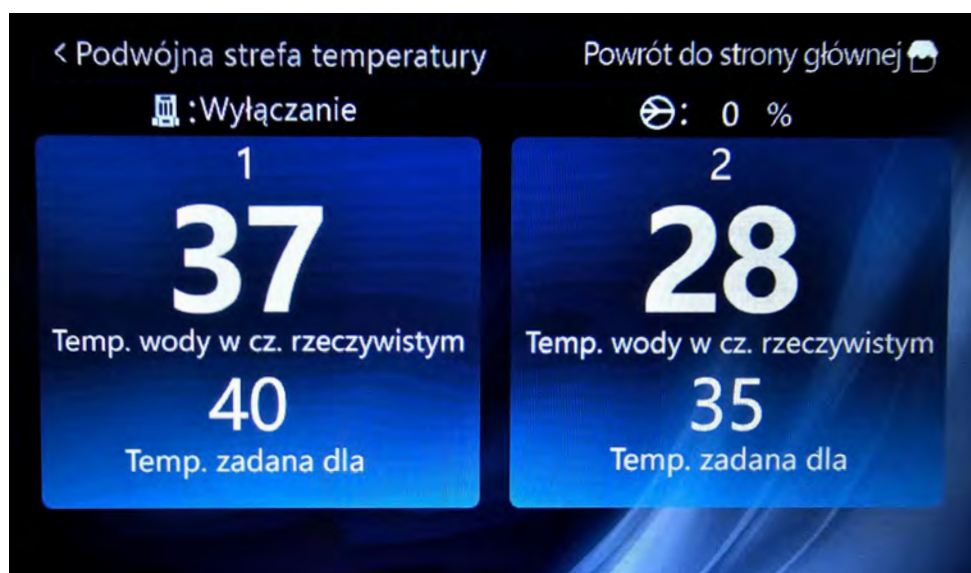 < Podwójna strefa temperatury
Powrót do strony głównej
:Wyłączanie
: 0 %
1
37
Temp. wody w cz. rzeczywistym
40
Temp. zadana dla
2
28
Temp. wody w cz. rzeczywistym
35
Temp. zadana dla